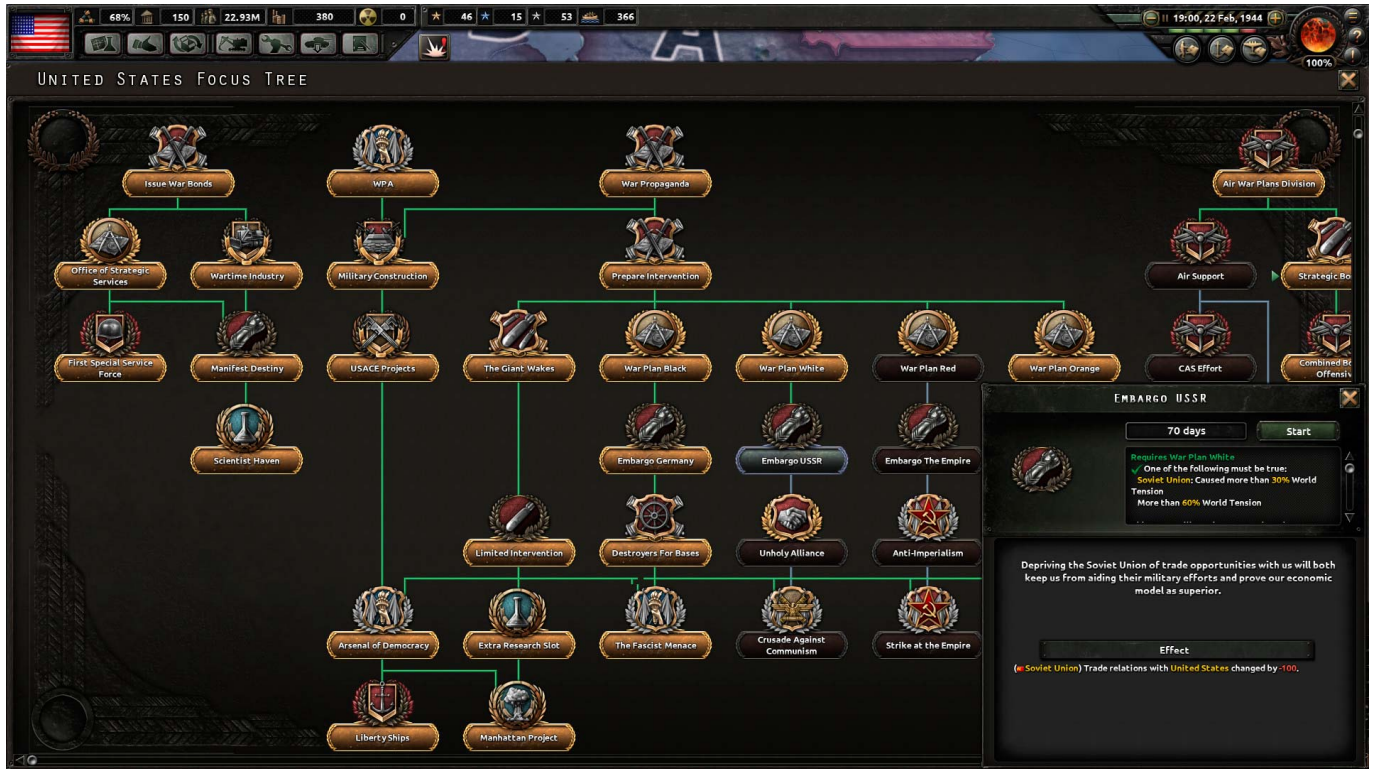 68%
150
22.93M
380
0
46
15
53
366
19:00, 22 Feb, 1944
100%
United States Focus Tree
Issue War Bonds
WPA
War Propaganda
Air War Plans Division
Office of Strategic
Services
Wartime Industry
Military Construction
Prepare Intervention
Air Support
Strategic Bo
First Special Service
Force
Manifest Destiny
USACE Projects
The Giant Wakes
War Plan Black
War Plan White
War Plan Red
War Plan Orange
CAS Effort
Combined Bo
Offensiv
Scientist Haven
Embargo Germany
Embargo USSR
Embargo The Empire
Limited Intervention
Destroyers For Bases
Unholy Alliance
Anti-Imperialism
Arsenal of Democracy
Extra Research Slot
The Fascist Menace
Crusade Against
Communism
Strike at the Empire
Liberty Ships
Manhattan Project
Embargo USSR
70 days
Start
Requires War Plan White
One of the following must be true:
Soviet Union: Caused more than 30% World
Tension
More than 60% World Tension
Depriving the Soviet Union of trade opportunities with us will both
keep us from aiding their military efforts and prove our economic
model as superior.
Effect
(Soviet Union) Trade relations with United States changed by -100.